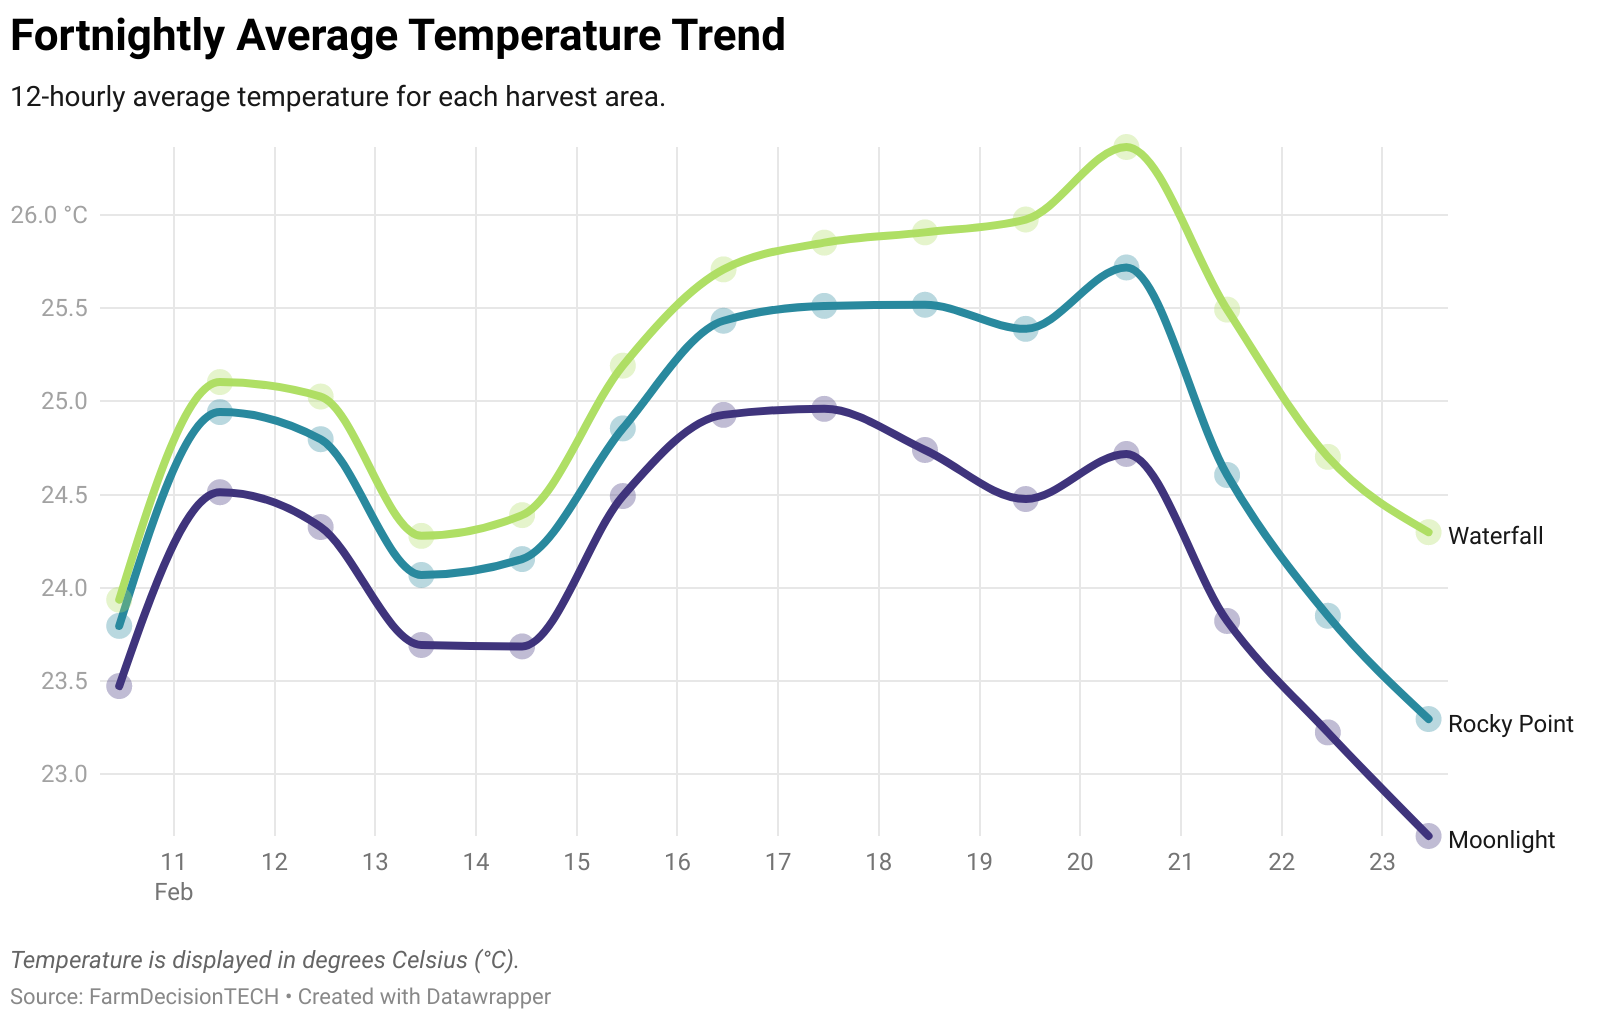 Fortnightly Average Temperature Trend
12-hourly average temperature for each harvest area.
26.0 °C
25.5
25.0
24.5
24.0
23.5
23.0
Waterfall
Rocky Point
Moonlight
11 12 13 14 15 16 17 18 19 20 21 22 23
Feb
Temperature is displayed in degrees Celsius (°C).
Source: FarmDecisionTECH • Created with Datawrapper